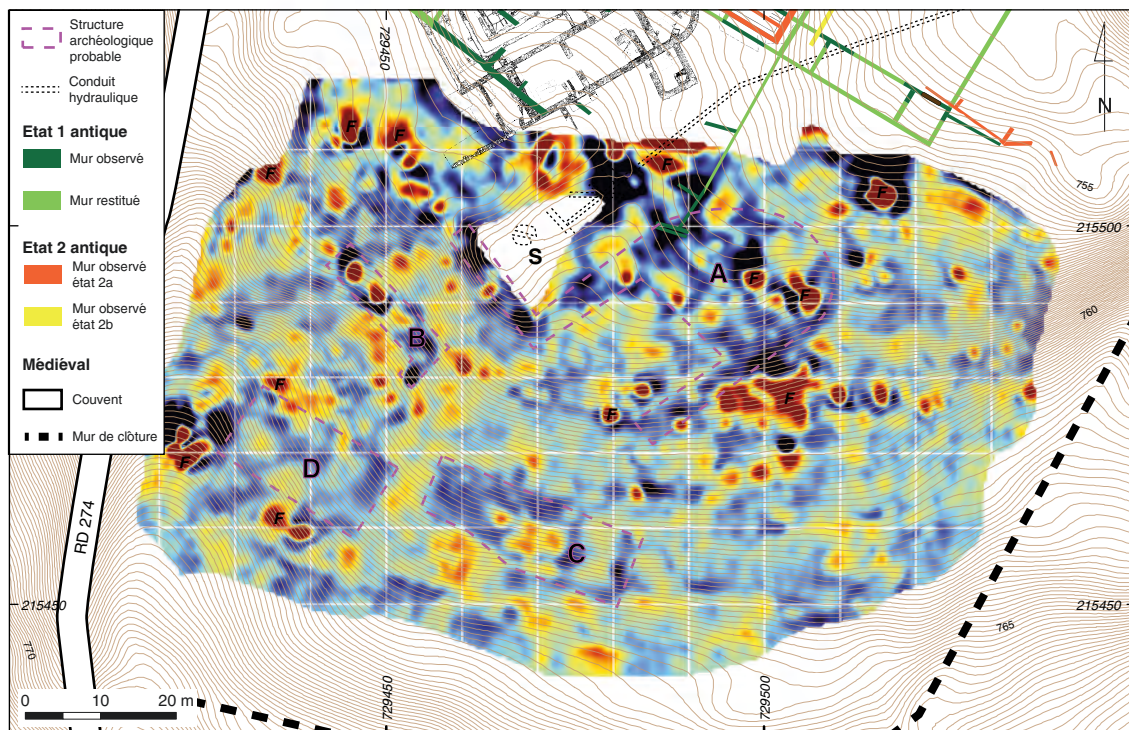 Structure
archéologique
probable
Conduit
hydraulique
Etat 1 antique
Mur observé
Mur restitué
Etat 2 antique
Mur observé
état 2a
Mur observé
état 2b
Médiéval
Couvent
Mur de clôture
729450
N
755
215500
760
F
F
F
F
F
S
A
F
F
B
F
F
F
F
D
F
C
RD 274
215450
215450
765
770
729450
729500
0 10 20 m